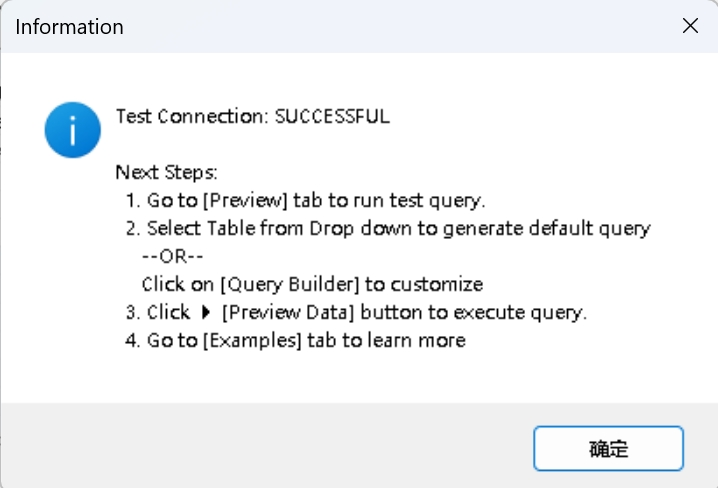 Information
Test Connection: SUCCESSFUL
Next Steps:
1. Go to [Preview] tab to run test query.
2. Select Table from Drop down to generate default query
--OR--
Click on [Query Builder] to customize
3. Click ▶ [Preview Data] button to execute query.
4. Go to [Examples] tab to learn more
确定